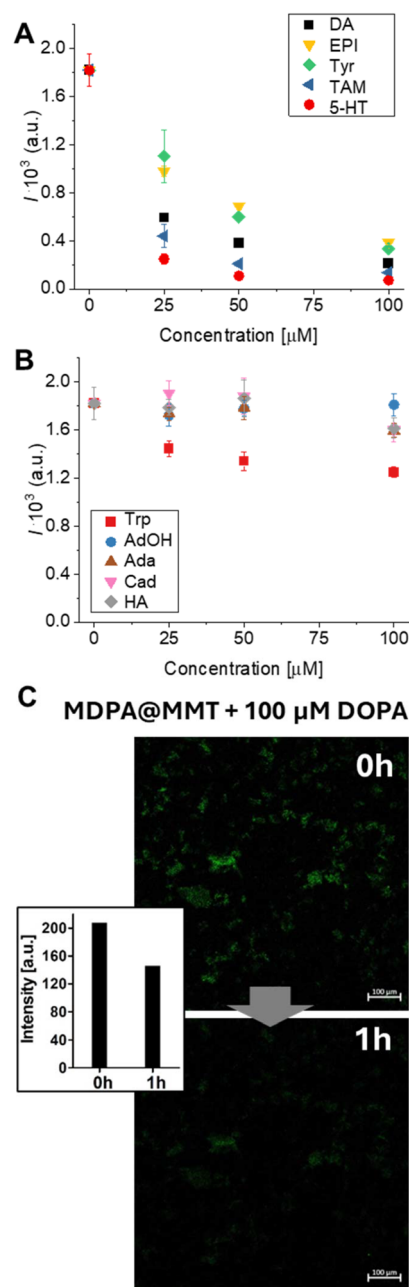 A
DA
EPI
Tyr
TAM
5-HT
I·10³ (a.u.)
2.0
1.6
1.2
0.8
0.4
0.0
0 25 50 75 100
Concentration [μM]
B
I·10³ (a.u.)
2.0
1.6
1.2
0.8
0.4
0.0
Trp
AdOH
Ada
Cad
HA
0 25 50 75 100
Concentration [μM]
C
MDPA@MMT + 100 μM DOPA
0h
100 μm
Intensity [a.u.]
200
160
120
80
40
0
0h 1h
1h
100 μm